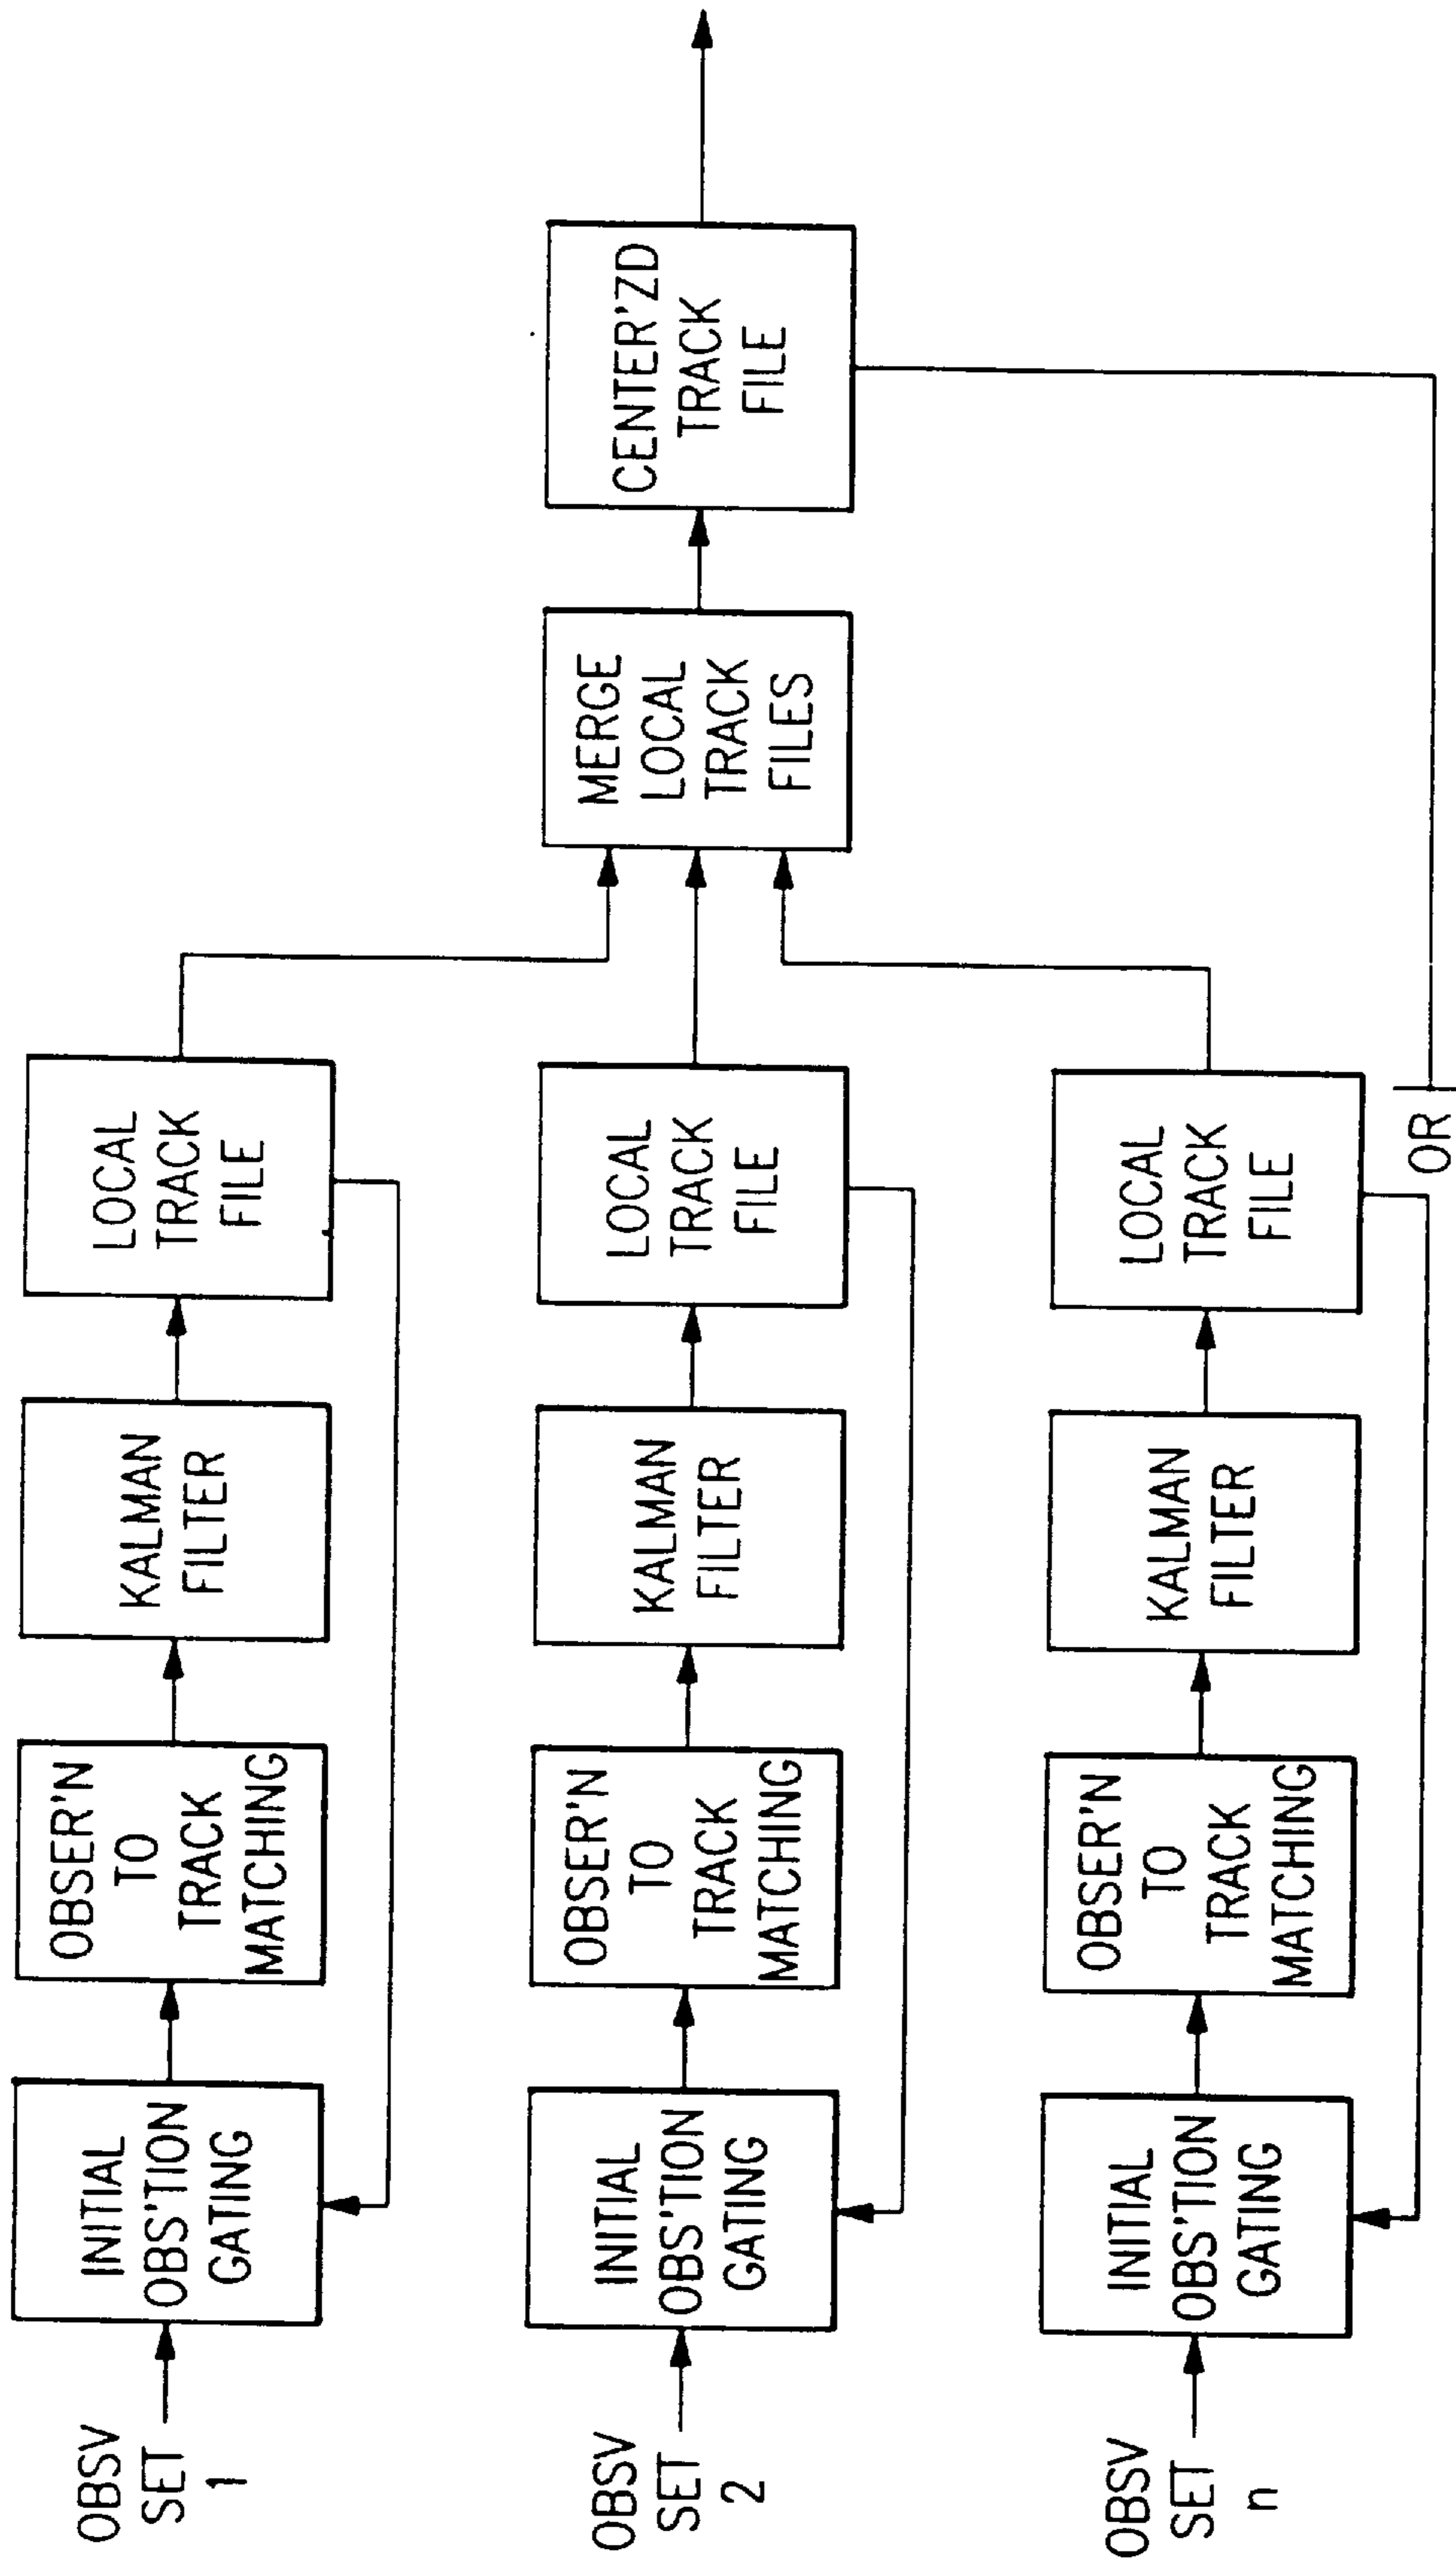 OBSV
SET
1
INITIAL
OBS'TION
GATING
OBSER'N
TO
TRACK
MATCHING
KALMAN
FILTER
LOCAL
TRACK
FILE
OBSV
SET
2
INITIAL
OBS'TION
GATING
OBSER'N
TO
TRACK
MATCHING
KALMAN
FILTER
LOCAL
TRACK
FILE
MERGE
LOCAL
TRACK
FILES
CENTER'ZD
TRACK
FILE
OBSV
SET
n
INITIAL
OBS'TION
GATING
OBSER'N
TO
TRACK
MATCHING
KALMAN
FILTER
LOCAL
TRACK
FILE
OR